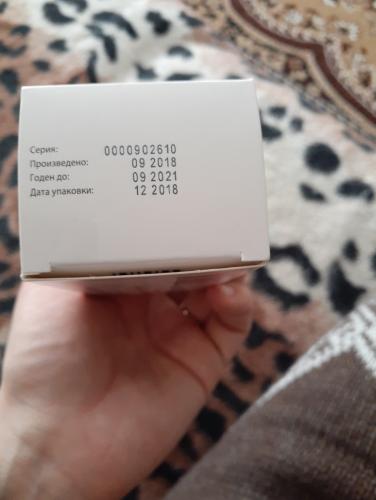 Серия: 0000902610
Произведено: 09 2018
Годен до: 09 2021
Дата упаковки: 12 2018